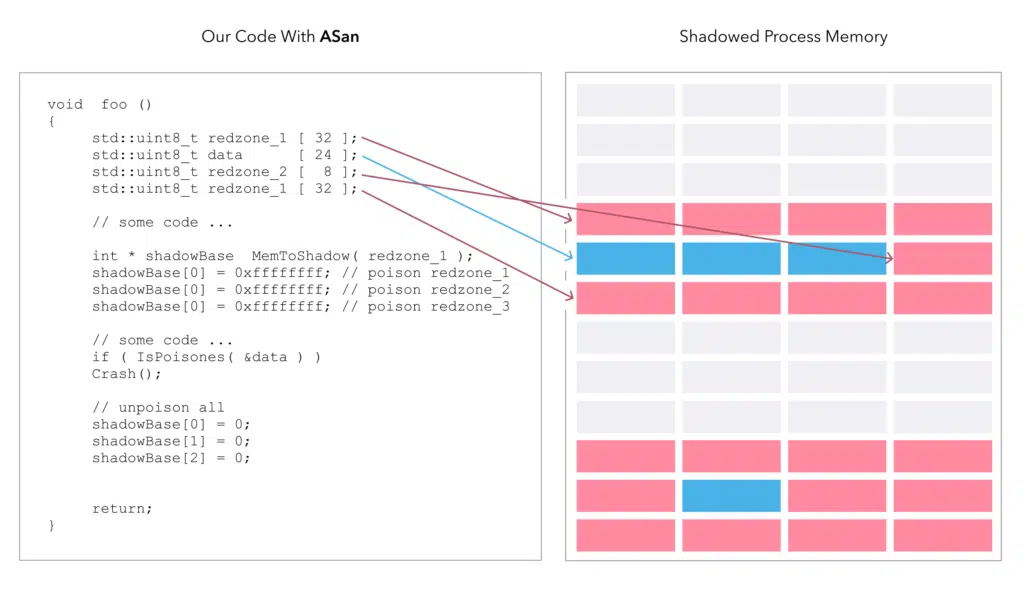 Our Code With ASan
Shadowed Process Memory
void foo ()
{
std::uint8_t redzone_1 [ 32 ];
std::uint8_t data [ 24 ];
std::uint8_t redzone_2 [ 8 ];
std::uint8_t redzone_1 [ 32 ];
// some code ...
int * shadowBase MemToShadow( redzone_1 );
shadowBase[0] = 0xffffffff; // poison redzone_1
shadowBase[0] = 0xffffffff; // poison redzone_2
shadowBase[0] = 0xffffffff; // poison redzone_3
// some code ...
if ( IsPoisones( &data ) )
Crash();
// unpoison all
shadowBase[0] = 0;
shadowBase[1] = 0;
shadowBase[2] = 0;
return;
}